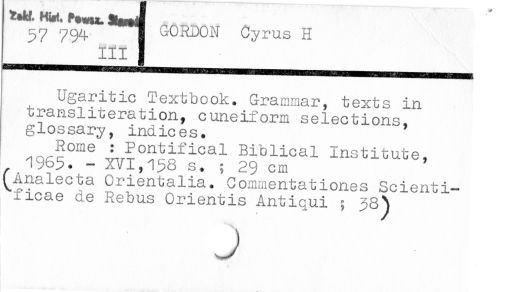 Zakł. Hist. Powsz. Staroż
57 794
III
GORDON Cyrus H
Ugaritic Textbook. Grammar, texts in
transliteration, cuneiform selections,
glossary, indices.
Rome : Pontifical Biblical Institute,
1965. - XVI,158 s. ; 29 cm
(Analecta Orientalia. Commentationes Scienti-
ficae de Rebus Orientis Antiqui ; 38)